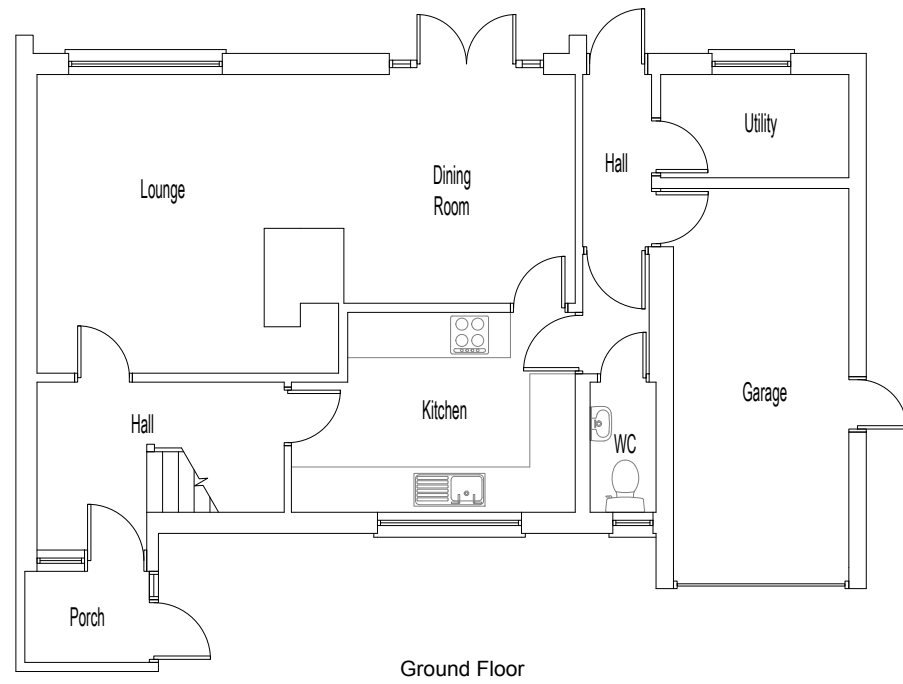 Utility
Hall
Dining
Room
Lounge
Garage
Kitchen
Hall
WC
Porch
Ground Floor